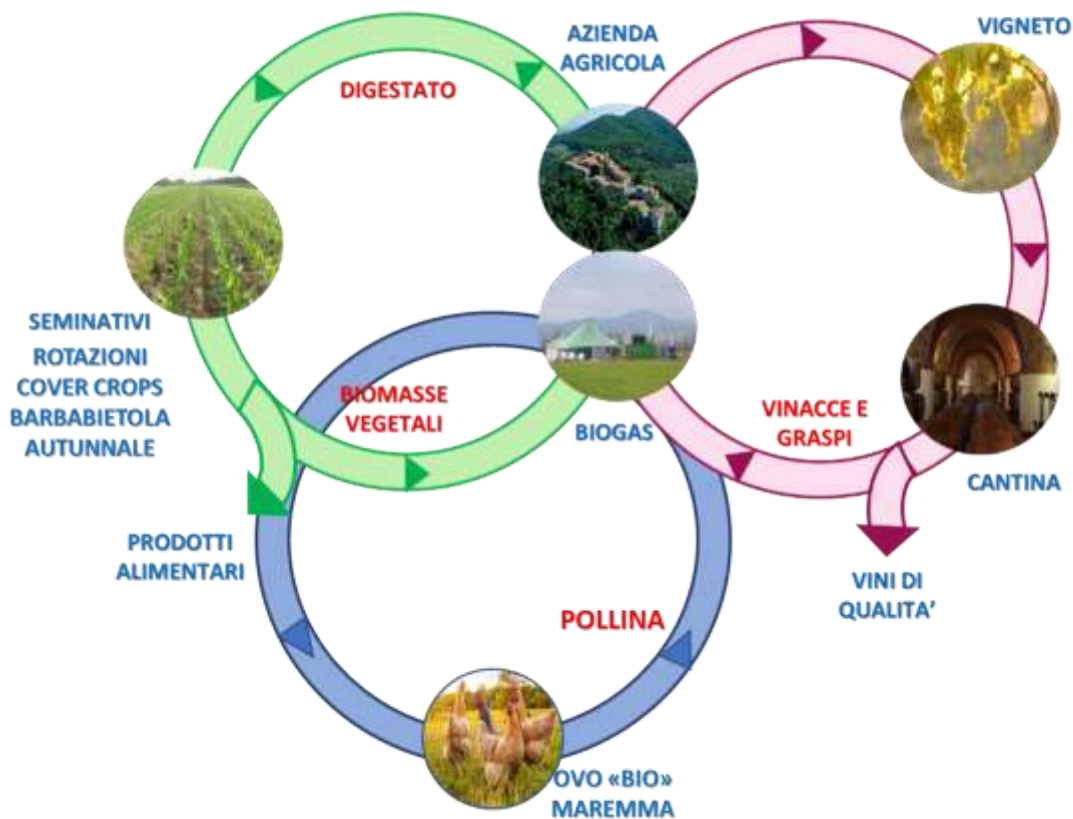 AZIENDA
AGRICOLA
VIGNETO
DIGESTATO
SEMINATIVI
ROTAZIONI
COVER CROPS
BARBABIETOLA
AUTUNNALE
BIOMASSE
VEGETALI
BIOGAS
VINACCE E
GRASPI
CANTINA
PRODOTTI
ALIMENTARI
VINI DI
QUALITA’
POLLINA
OVO «BIO»
MAREMMA